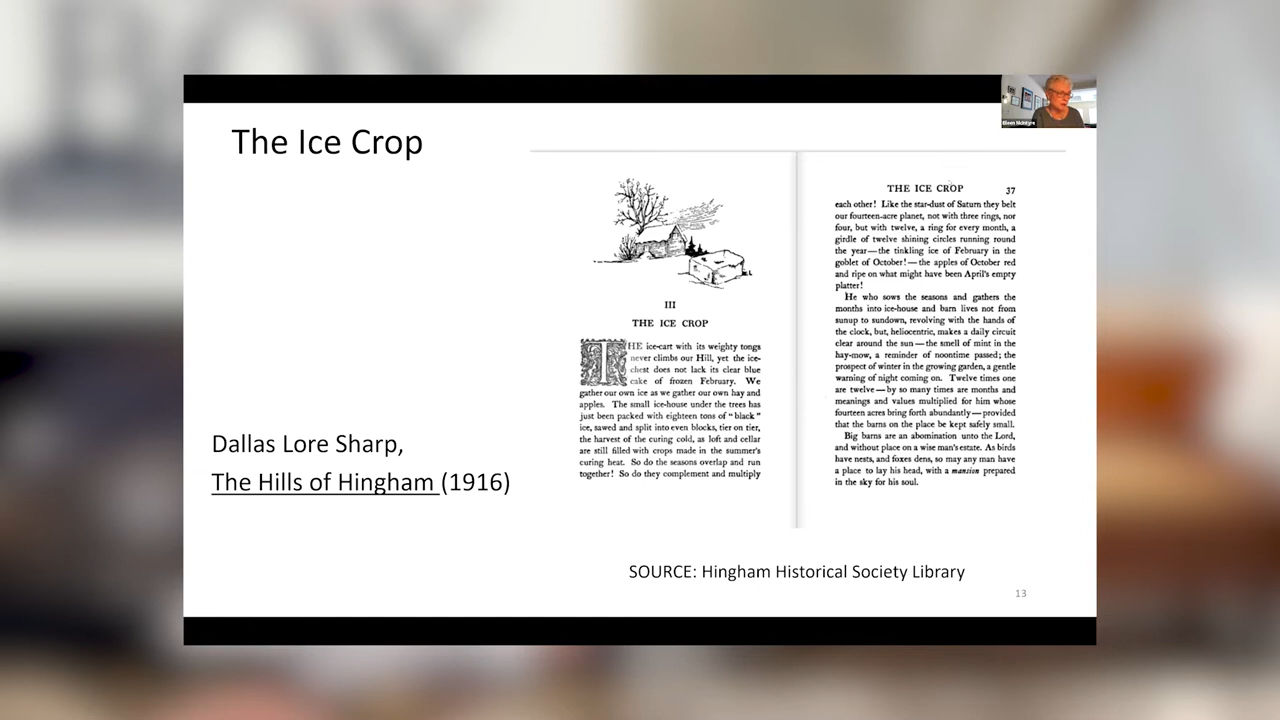 The Ice Crop
Eileen McIntyre
III
THE ICE CROP
THE ice-cart with its weighty tongs
never climbs our Hill, yet the ice-
chest does not lack its clear blue
cake of frozen February. We
gather our own ice as we gather our own hay and
apples. The small ice-house under the trees has
just been packed with eighteen tons of "black"
ice, sawed and split into even blocks, tier on tier,
the harvest of the curing cold, as loft and cellar
are still filled with crops made in the summer's
curing heat. So do the seasons overlap and run
together! So do they complement and multiply
THE ICE CROP 37
each other! Like the star-dust of Saturn they belt
our fourteen-acre planet, not with three rings, nor
four, but with twelve, a ring for every month, a
girdle of twelve shining circles running round
the year—the tinkling ice of February in the
goblet of October!—the apples of October red
and ripe on what might have been April's empty
platter!
He who sows the seasons and gathers the
months into ice-house and barn lives not from
sunup to sundown, revolving with the hands of
the clock, but, heliocentric, makes a daily circuit
clear around the sun—the smell of mint in the
hay-mow, a reminder of noontime passed; the
prospect of winter in the growing garden, a gentle
warning of night coming on. Twelve times one
are twelve—by so many times are months and
meanings and values multiplied for him whose
fourteen acres bring forth abundantly—provided
that the barns on the place be kept safely small.
Big barns are an abomination unto the Lord,
and without place on a wise man's estate. As birds
have nests, and foxes dens, so may any man have
a place to lay his head, with a mansion prepared
in the sky for his soul.
Dallas Lore Sharp,
The Hills of Hingham (1916)
SOURCE: Hingham Historical Society Library
13